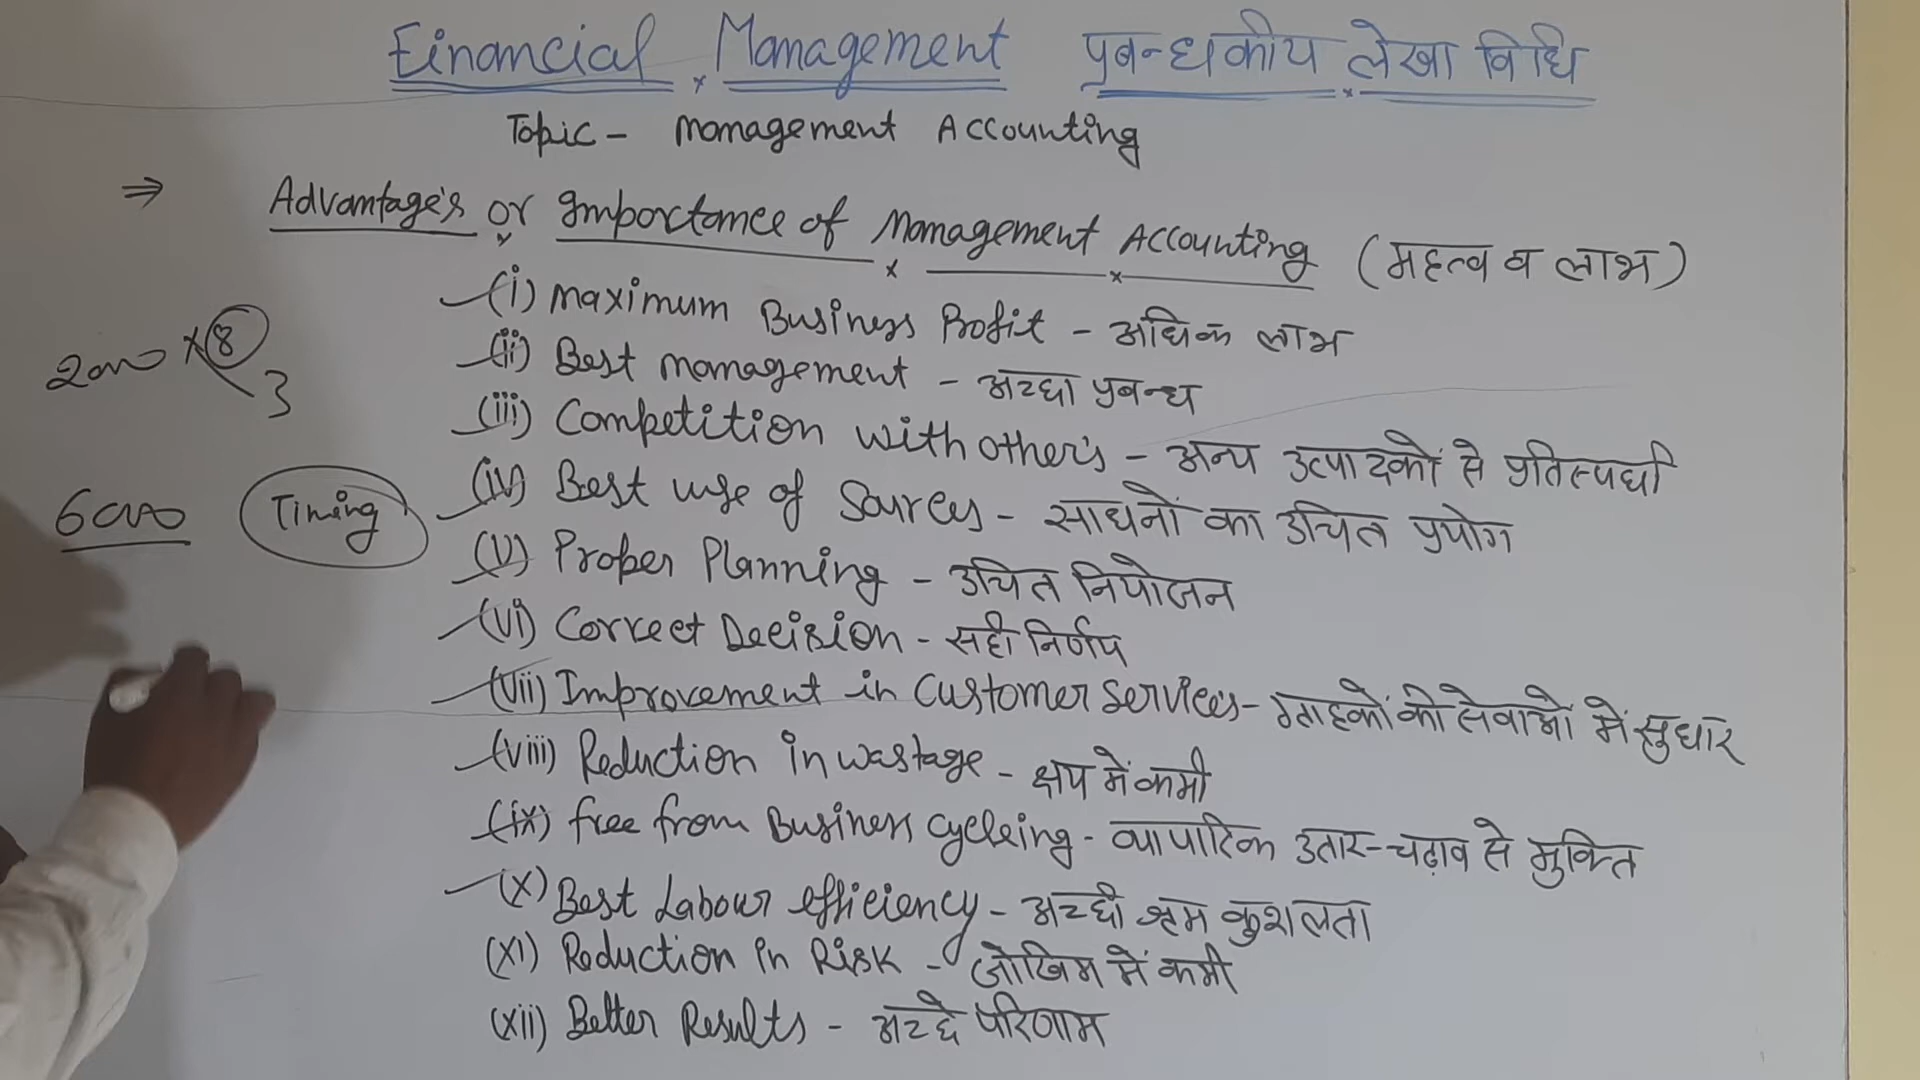 Financial Management प्रबन्धकीय लेखा विधि
Topic - Management Accounting
⇒ Advantage's or Importance of Management Accounting (महत्व व लाभ)
(i) Maximum Business Profit - अधिक लाभ
(ii) Best Management - अच्छा प्रबन्ध
(iii) Competition with other's - अन्य उत्पादकों से प्रतिस्पर्धा
(iv) Best use of Sources - साधनों का उचित प्रयोग
(v) Proper Planning - उचित नियोजन
(vi) Correct Decision - सही निर्णय
(vii) Improvement in Customer Service's - ग्राहकों की सेवाओं में सुधार
(viii) Reduction in wastage - क्षय में कमी
(ix) free from Business cycleing - व्यापारिक उतार-चढ़ाव से मुक्ति
(x) Best Labour efficiency - अच्छी श्रम कुशलता
(xi) Reduction in Risk - जोखिम में कमी
(xii) Better Results - अच्छे परिणाम
2000 × 8
3
6000
Timing